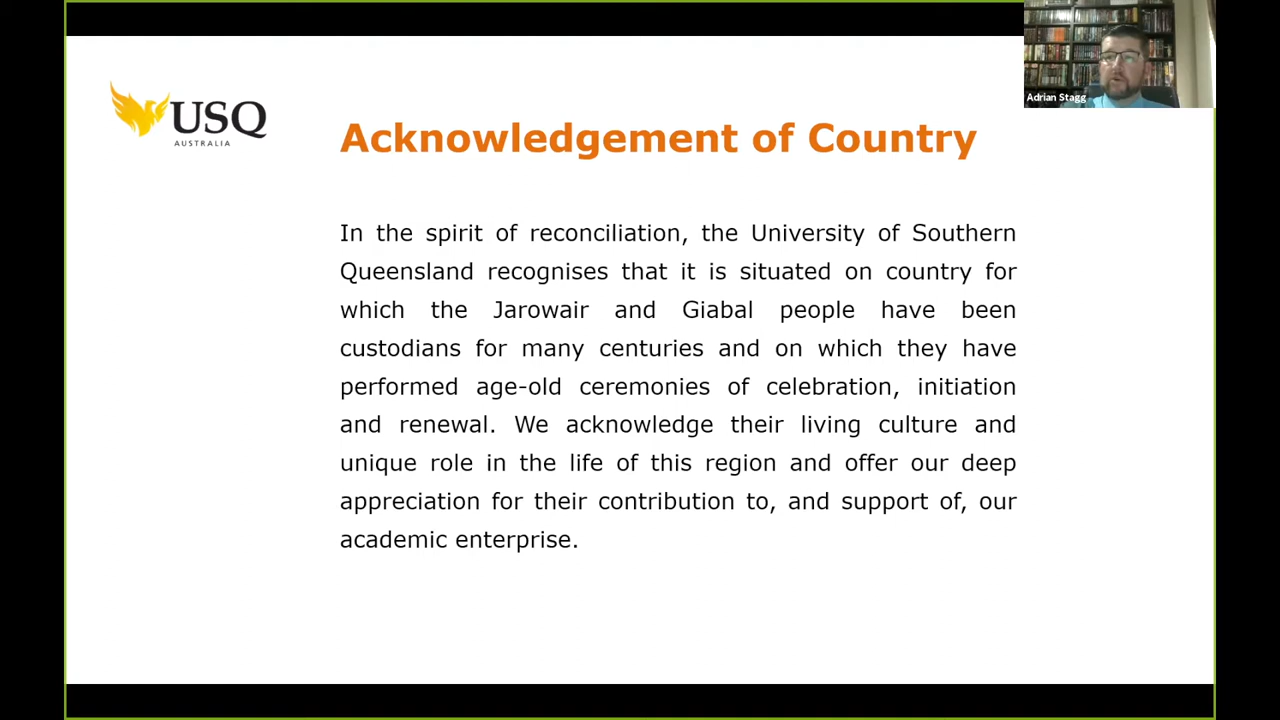 USQ
AUSTRALIA
Acknowledgement of Country
In the spirit of reconciliation, the University of Southern
Queensland recognises that it is situated on country for
which the Jarowair and Giabal people have been
custodians for many centuries and on which they have
performed age-old ceremonies of celebration, initiation
and renewal. We acknowledge their living culture and
unique role in the life of this region and offer our deep
appreciation for their contribution to, and support of, our
academic enterprise.
Adrian Stagg